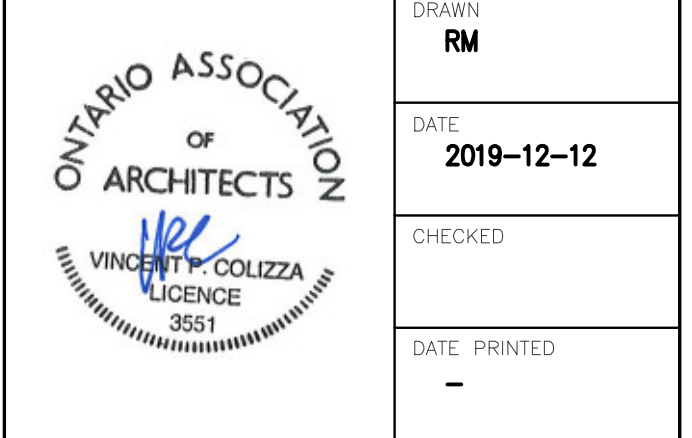 ONTARIO ASSOCIATION
OF
ARCHITECTS
VINCENT P. COLIZZA
LICENCE
3551
DRAWN
RM
DATE
2019-12-12
CHECKED
DATE PRINTED
-